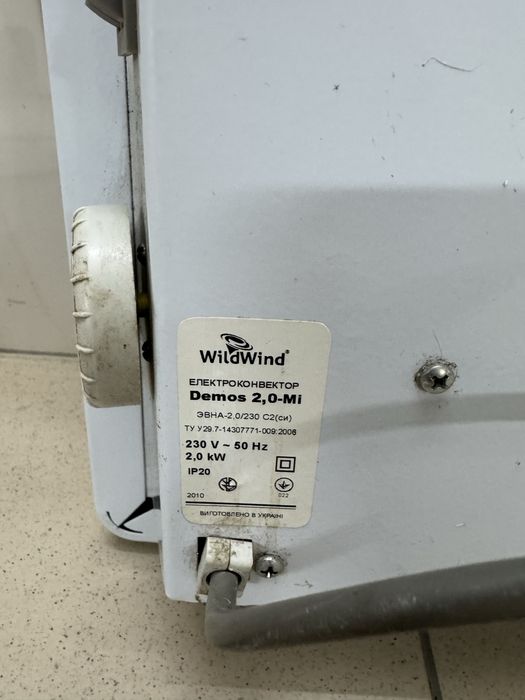 WILDWIND®
ЕЛЕКТРОКОНВЕКТОР
Demos 2,0-Mi
ЭВНА-2,0/230 С2(си)
ТУ У.29.7-14307771-009:2006
230 V ~ 50 Hz
2,0 kW
IP20
2010
022
ВИГОТОВЛЕНО В УКРАЇНІ